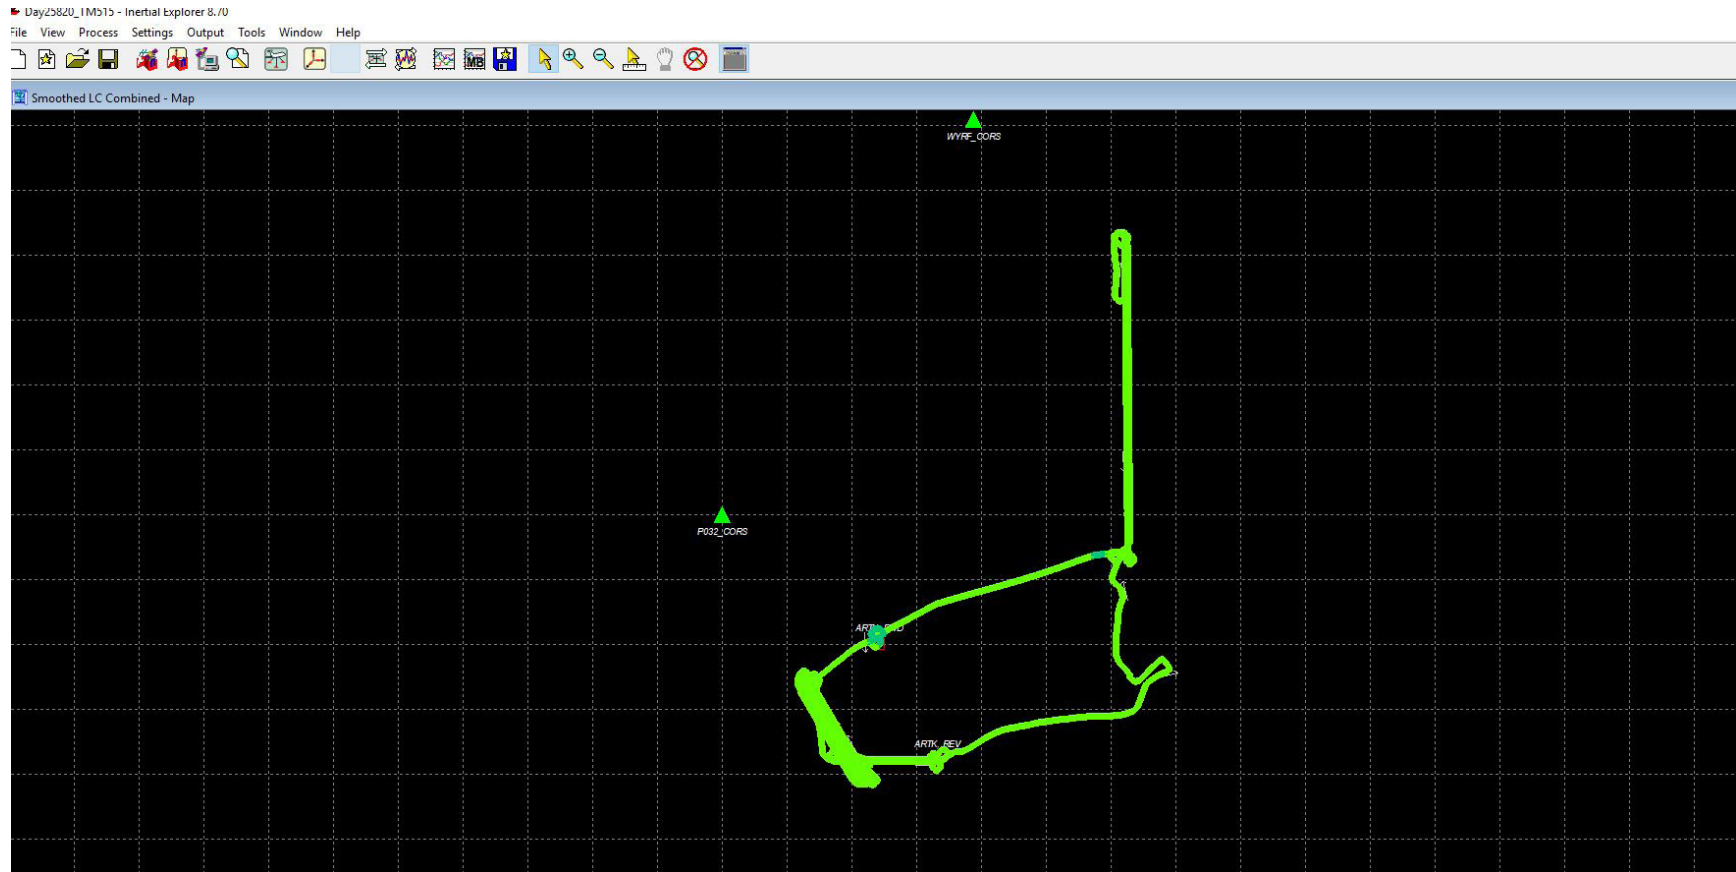 Day25820_TM515 - Inertial Explorer 8.70
File View Process Settings Output Tools Window Help
MB
Smoothed LC Combined - Map
WYRF_CORS
P032_CORS
ARTK_REV